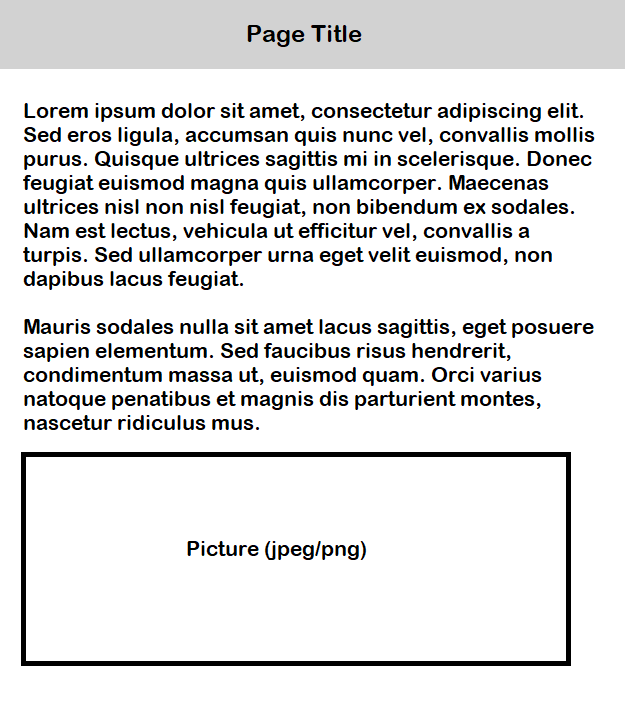 Page Title
Lorem ipsum dolor sit amet, consectetur adipiscing elit.
Sed eros ligula, accumsan quis nunc vel, convallis mollis
purus. Quisque ultrices sagittis mi in scelerisque. Donec
feugiat euismod magna quis ullamcorper. Maecenas
ultrices nisl non nisl feugiat, non bibendum ex sodales.
Nam est lectus, vehicula ut efficitur vel, convallis a
turpis. Sed ullamcorper urna eget velit euismod, non
dapibus lacus feugiat.
Mauris sodales nulla sit amet lacus sagittis, eget posuere
sapien elementum. Sed faucibus risus hendrerit,
condimentum massa ut, euismod quam. Orci varius
natoque penatibus et magnis dis parturient montes,
nascetur ridiculus mus.
Picture (jpeg/png)